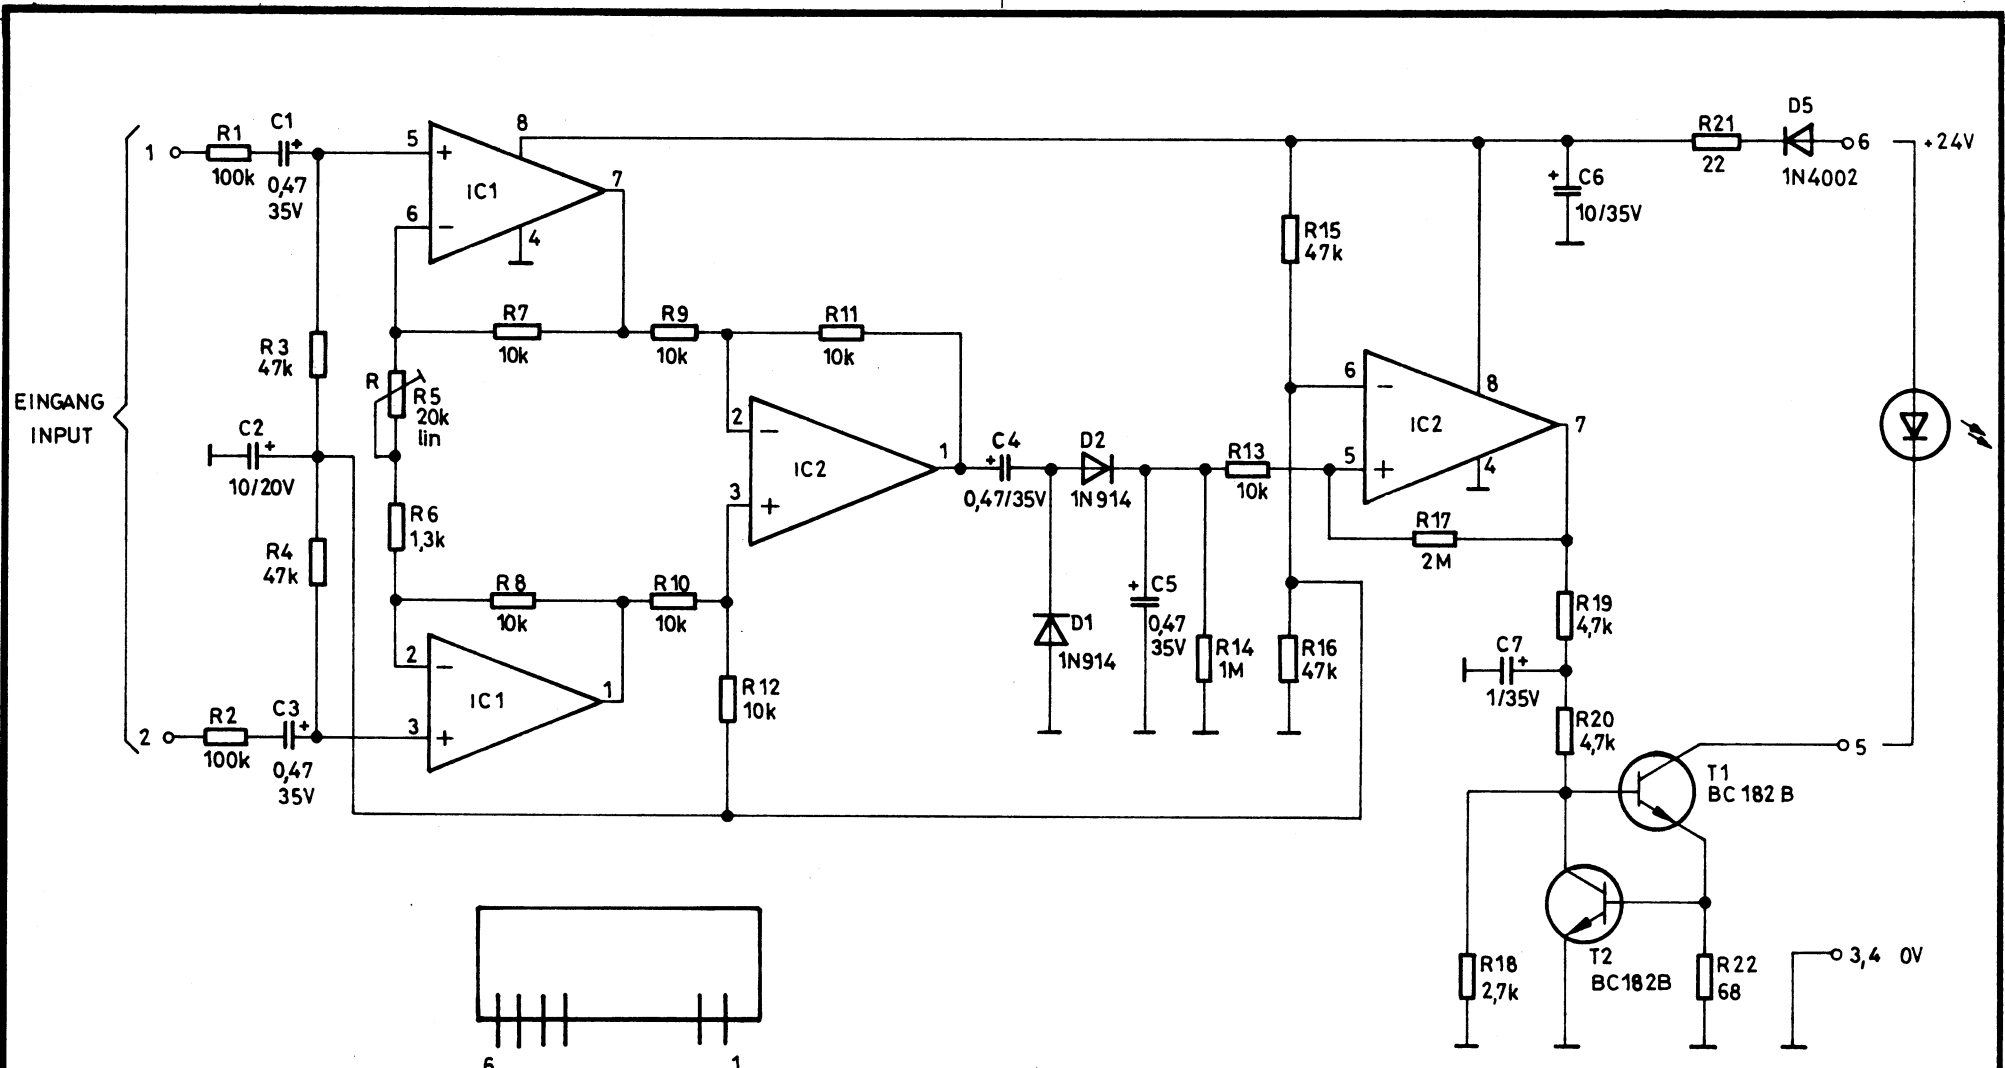 EINGANG
INPUT
1
R1
100k
C1
+
0,47
35V
5
+
IC1
6
−
8
4
7
R3
47k
C2
+
10/20V
R4
47k
R
R5
20k
lin
R6
1,3k
R7
10k
R9
10k
R11
10k
2
−
IC2
3
+
1
R8
10k
R10
10k
2
−
IC1
3
+
1
R12
10k
2
R2
100k
C3
+
0,47
35V
C4
+
0,47/35V
D2
1N914
D1
1N914
+
C5
0,47
35V
R13
10k
R14
1M
R15
47k
R16
47k
6
−
IC2
5
+
8
4
7
R17
2M
+
C6
10/35V
R21
22
D5
1N4002
6
+24V
R19
4,7k
C7
+
1/35V
R20
4,7k
T1
BC182B
5
T2
BC182B
R18
2,7k
R22
68
3,4 0V
6
1